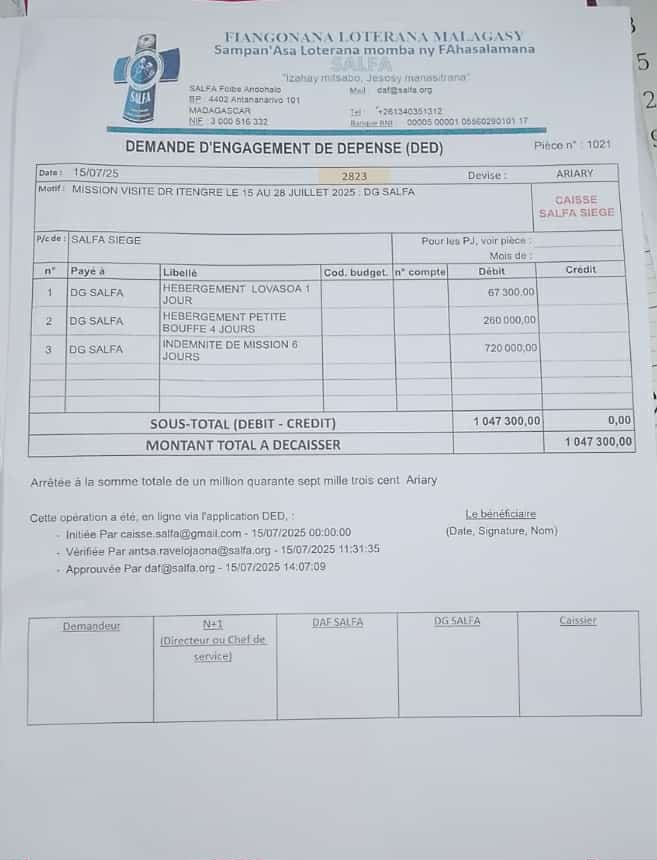 FIANGONANA LOTERANA MALAGASY
Sampan'Asa Loterana momba ny FAhasalamana
SALFA
"Izahay mitsabo, Jesosy manasitrana"
SALFA
SALFA Foibe Andohalo
Mail : daf@salfa.org
BP : 4402 Antananarivo 101
MADAGASCAR
Tel : +261340351312
NIF : 3 000 516 332
Banque BNI : 00005 00001 05560290101 17
DEMANDE D'ENGAGEMENT DE DEPENSE (DED)
Pièce n° : 1021
Date : 15/07/25 2823 Devise : ARIARY
Motif : MISSION VISITE DR ITENGRE LE 15 AU 28 JUILLET 2025 : DG SALFA
CAISSE
SALFA SIEGE
P/c de : SALFA SIEGE Pour les PJ, voir pièce :
Mois de :
n° Payé à Libellé Cod. budget. n° compte Débit Crédit
1 DG SALFA HEBERGEMENT LOVASOA 1 JOUR 67 300,00
2 DG SALFA HEBERGEMENT PETITE BOUFFE 4 JOURS 260 000,00
3 DG SALFA INDEMNITE DE MISSION 6 JOURS 720 000,00
SOUS-TOTAL (DEBIT - CREDIT) 1 047 300,00 0,00
MONTANT TOTAL A DECAISSER 1 047 300,00
Arrêtée à la somme totale de un million quarante sept mille trois cent Ariary
Cette opération a été, en ligne via l'application DED, :
- Initiée Par caisse.salfa@gmail.com - 15/07/2025 00:00:00
- Vérifiée Par antsa.ravelojaona@salfa.org - 15/07/2025 11:31:35
- Approuvée Par daf@salfa.org - 15/07/2025 14:07:09
Le bénéficiaire
(Date, Signature, Nom)
Demandeur
N+1
(Directeur ou Chef de
service)
DAF SALFA
DG SALFA
Caissier